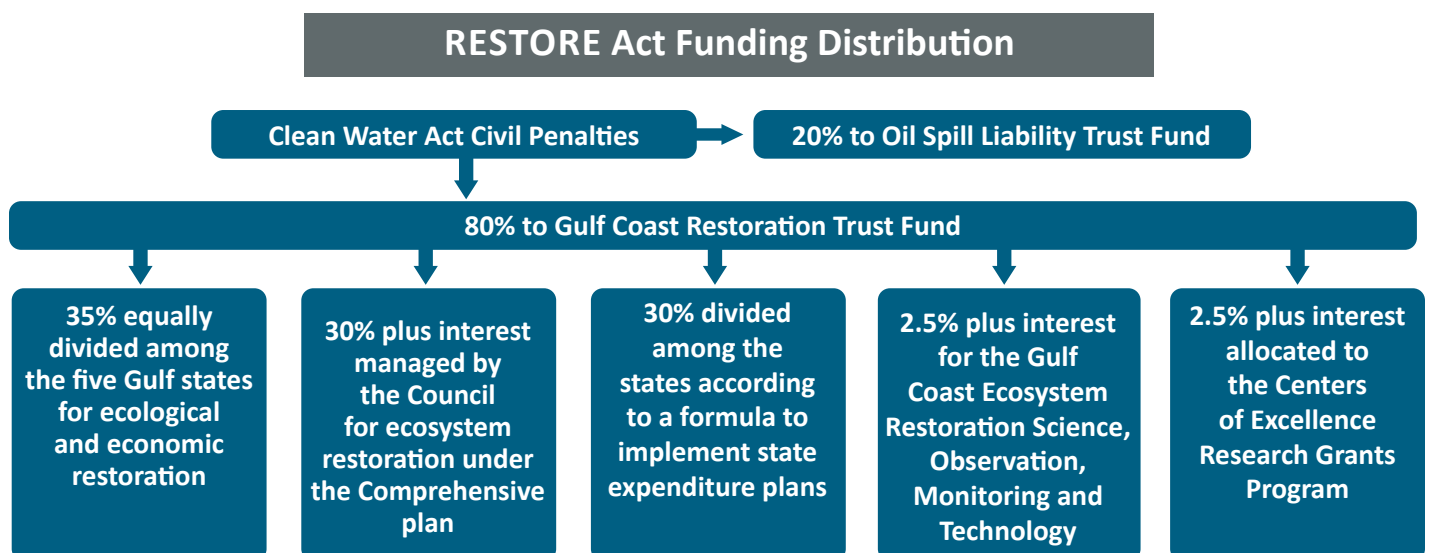 RESTORE Act Funding Distribution
Clean Water Act Civil Penalties
20% to Oil Spill Liability Trust Fund
80% to Gulf Coast Restoration Trust Fund
35% equally
divided among
the five Gulf states
for ecological
and economic
restoration
30% plus interest
managed by
the Council
for ecosystem
restoration under
the Comprehensive
plan
30% divided
among the
states according
to a formula to
implement state
expenditure plans
2.5% plus interest
for the Gulf
Coast Ecosystem
Restoration Science,
Observation,
Monitoring and
Technology
2.5% plus interest
allocated to
the Centers
of Excellence
Research Grants
Program